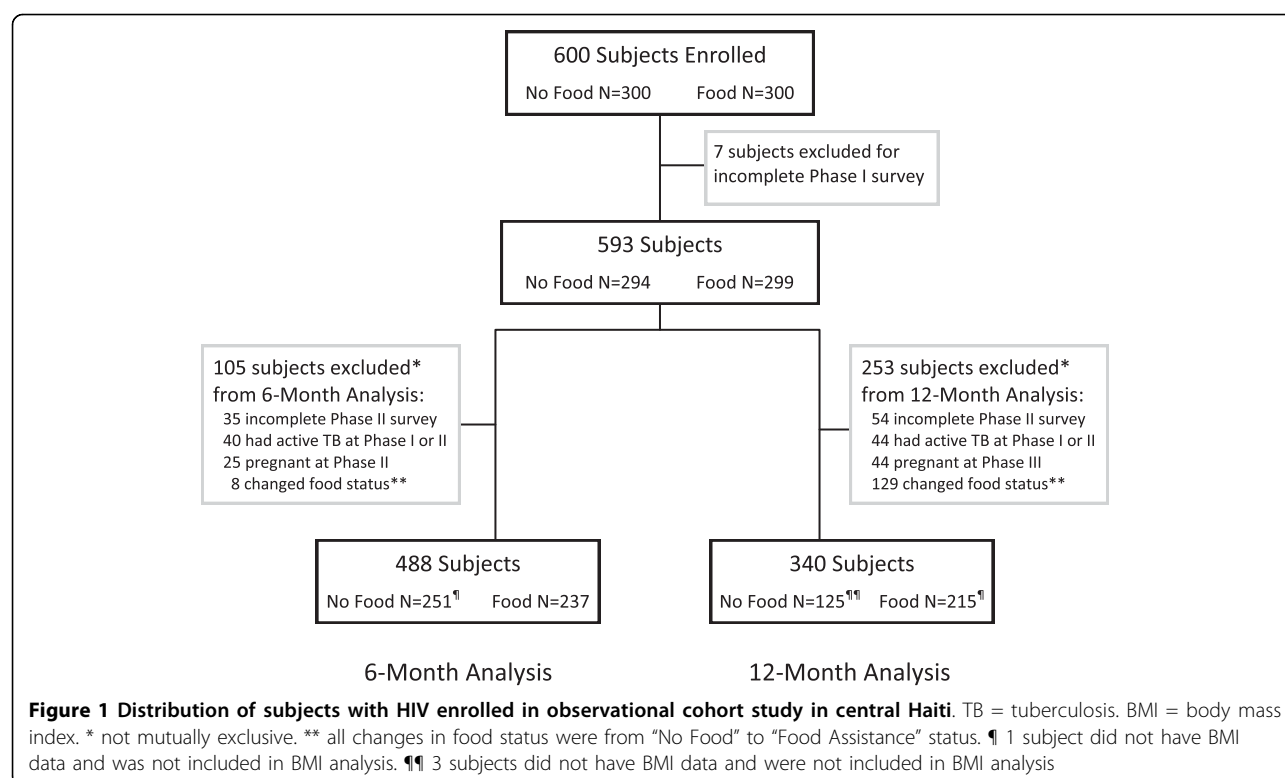 600 Subjects Enrolled
No Food N=300 Food N=300
7 subjects excluded for
incomplete Phase I survey
593 Subjects
No Food N=294 Food N=299
105 subjects excluded*
from 6-Month Analysis:
35 incomplete Phase II survey
40 had active TB at Phase I or II
25 pregnant at Phase II
8 changed food status**
253 subjects excluded*
from 12-Month Analysis:
54 incomplete Phase II survey
44 had active TB at Phase I or II
44 pregnant at Phase III
129 changed food status**
488 Subjects
No Food N=251¶ Food N=237
340 Subjects
No Food N=125¶¶ Food N=215¶
6-Month Analysis
12-Month Analysis
Figure 1 Distribution of subjects with HIV enrolled in observational cohort study in central Haiti. TB = tuberculosis. BMI = body mass
index. * not mutually exclusive. ** all changes in food status were from “No Food” to “Food Assistance” status. ¶ 1 subject did not have BMI
data and was not included in BMI analysis. ¶¶ 3 subjects did not have BMI data and were not included in BMI analysis